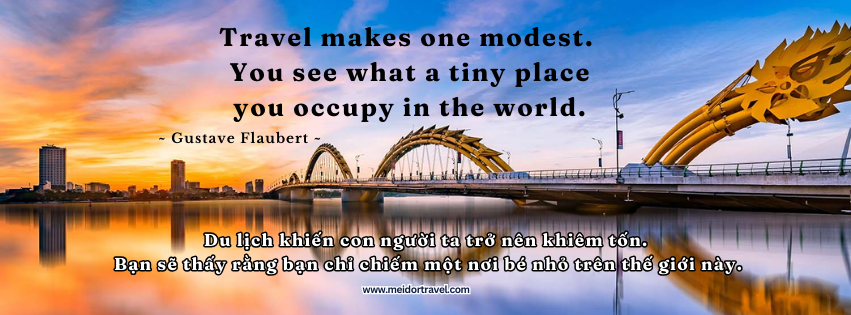 Travel makes one modest.
You see what a tiny place
you occupy in the world.
~ Gustave Flaubert ~
Du lịch khiến con người ta trở nên khiêm tốn.
Bạn sẽ thấy rằng bạn chỉ chiếm một nơi bé nhỏ trên thế giới này.
www.meidortravel.com